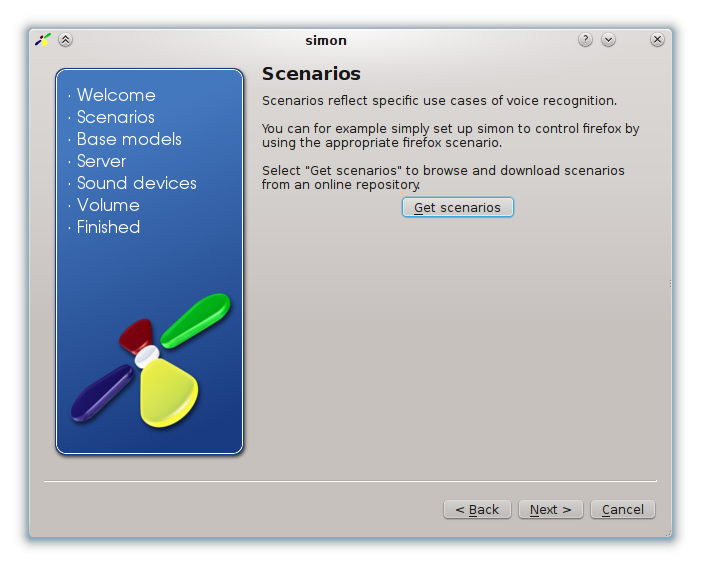 simon
?
· Welcome
· Scenarios
· Base models
· Server
· Sound devices
· Volume
· Finished
Scenarios
Scenarios reflect specific use cases of voice recognition.
You can for example simply set up simon to control firefox by
using the appropriate firefox scenario.
Select "Get scenarios" to browse and download scenarios
from an online repository.
Get scenarios
< Back
Next >
Cancel